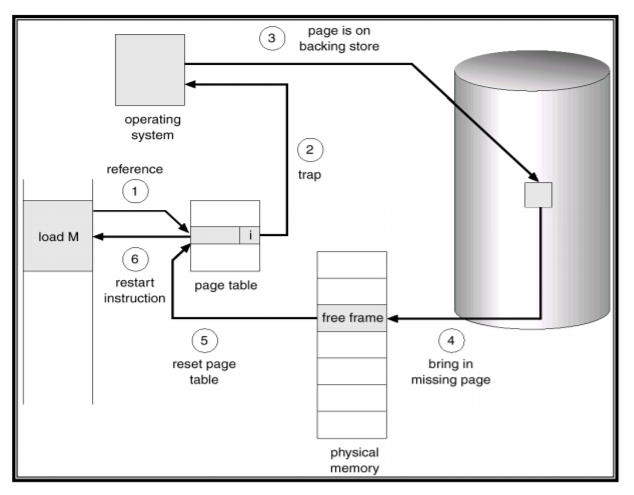 3
page is on
backing store
operating
system
2
trap
reference
1
load M
i
6
restart
instruction
page table
free frame
5
reset page
table
4
bring in
missing page
physical
memory